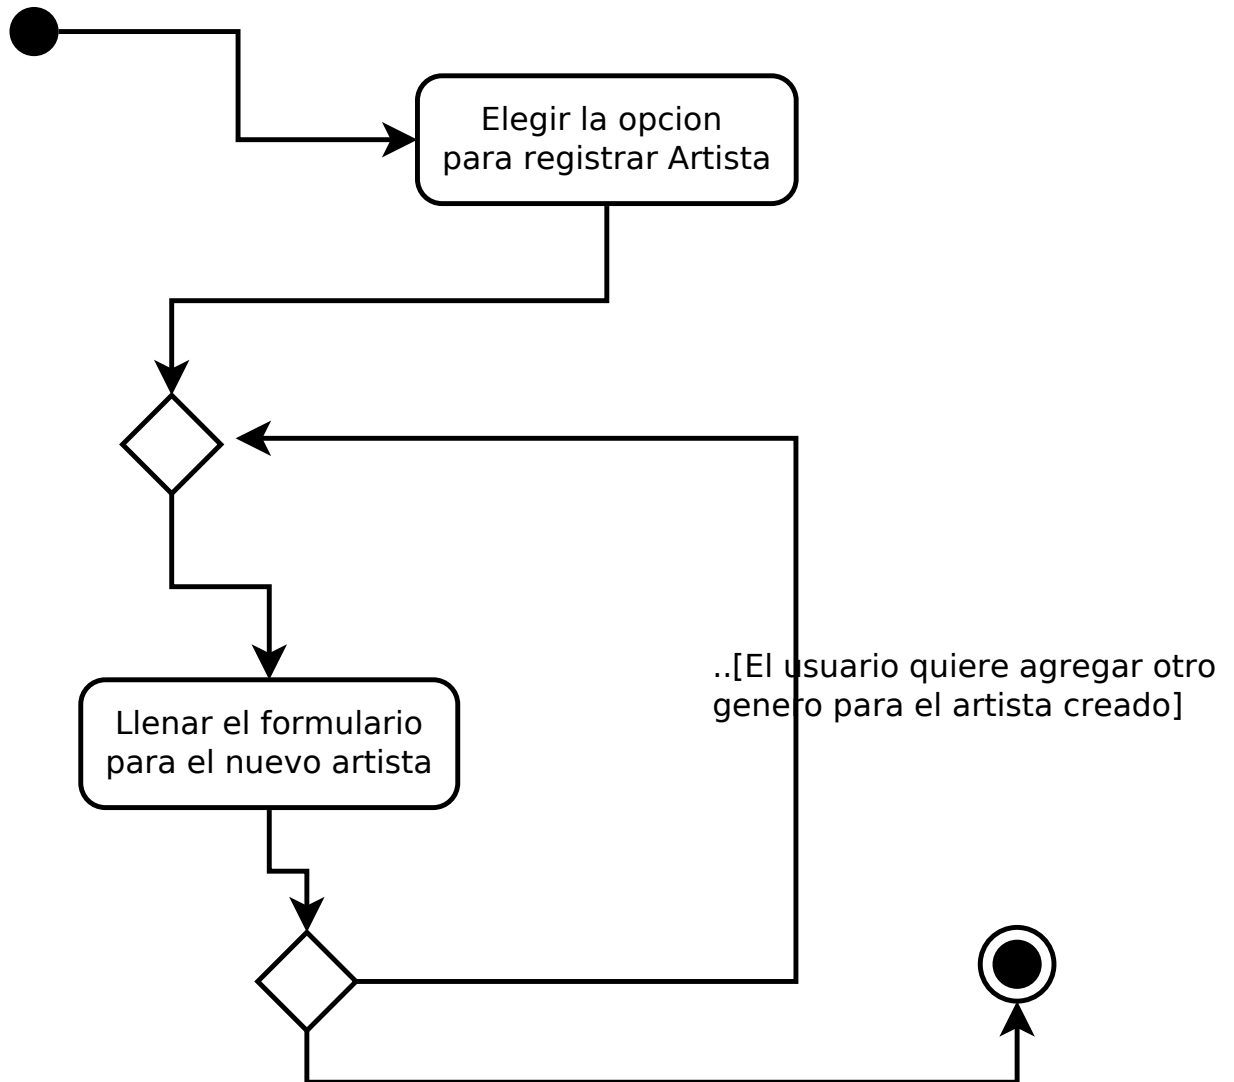 Elegir la opcion
para registrar Artista
..[El usuario quiere agregar otro
genero para el artista creado]
Llenar el formulario
para el nuevo artista